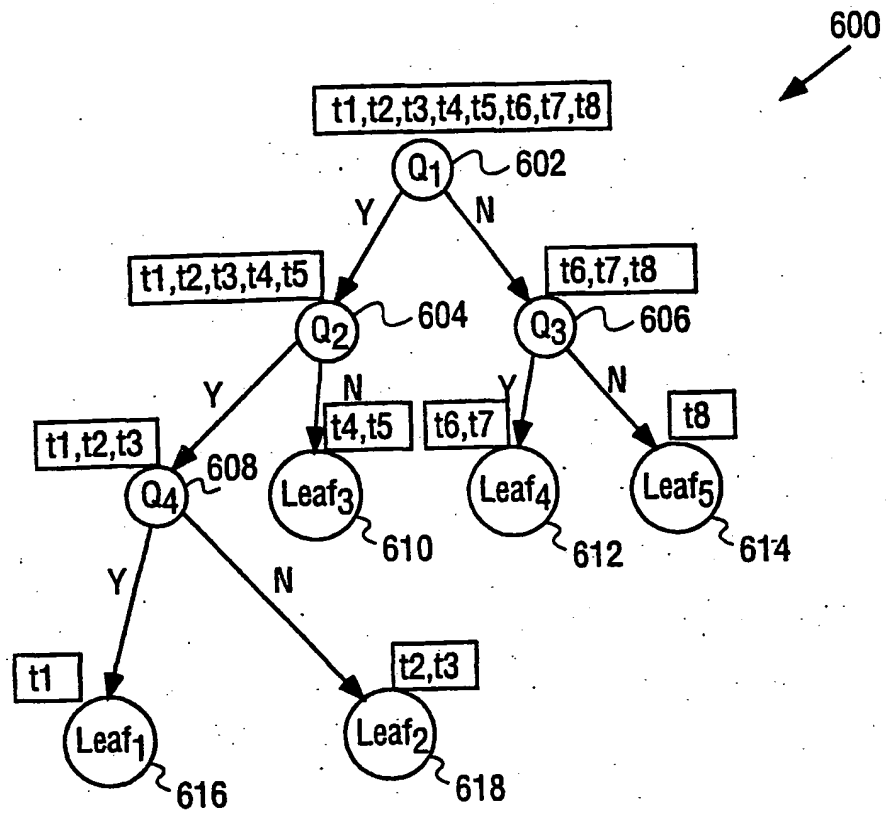 600
t1,t2,t3,t4,t5,t6,t7,t8
Q1 602
Y N
t1,t2,t3,t4,t5 t6,t7,t8
Q2 604 Q3 606
Y N Y N
t1,t2,t3 t4,t5 t6,t7 t8
Q4 608 Leaf3 Leaf4 Leaf5
610 612 614
Y N
t1 t2,t3
Leaf1 Leaf2
616 618